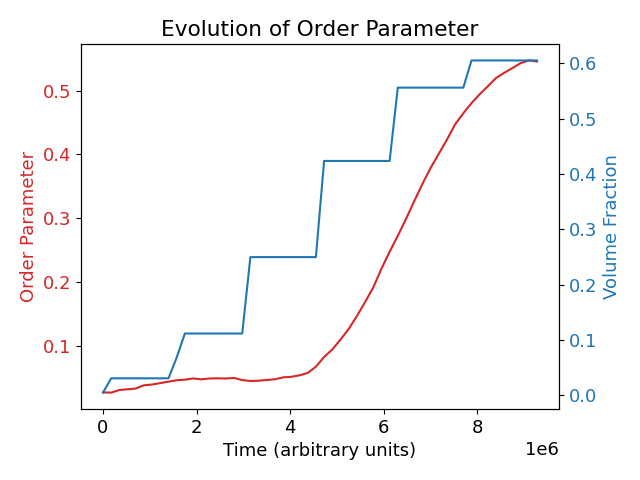 Evolution of Order Parameter
Order Parameter
0.5
0.4
0.3
0.2
0.1
0.6
0.5
0.4
0.3
0.2
0.1
0.0
Volume Fraction
0 2 4 6 8
1e6
Time (arbitrary units)